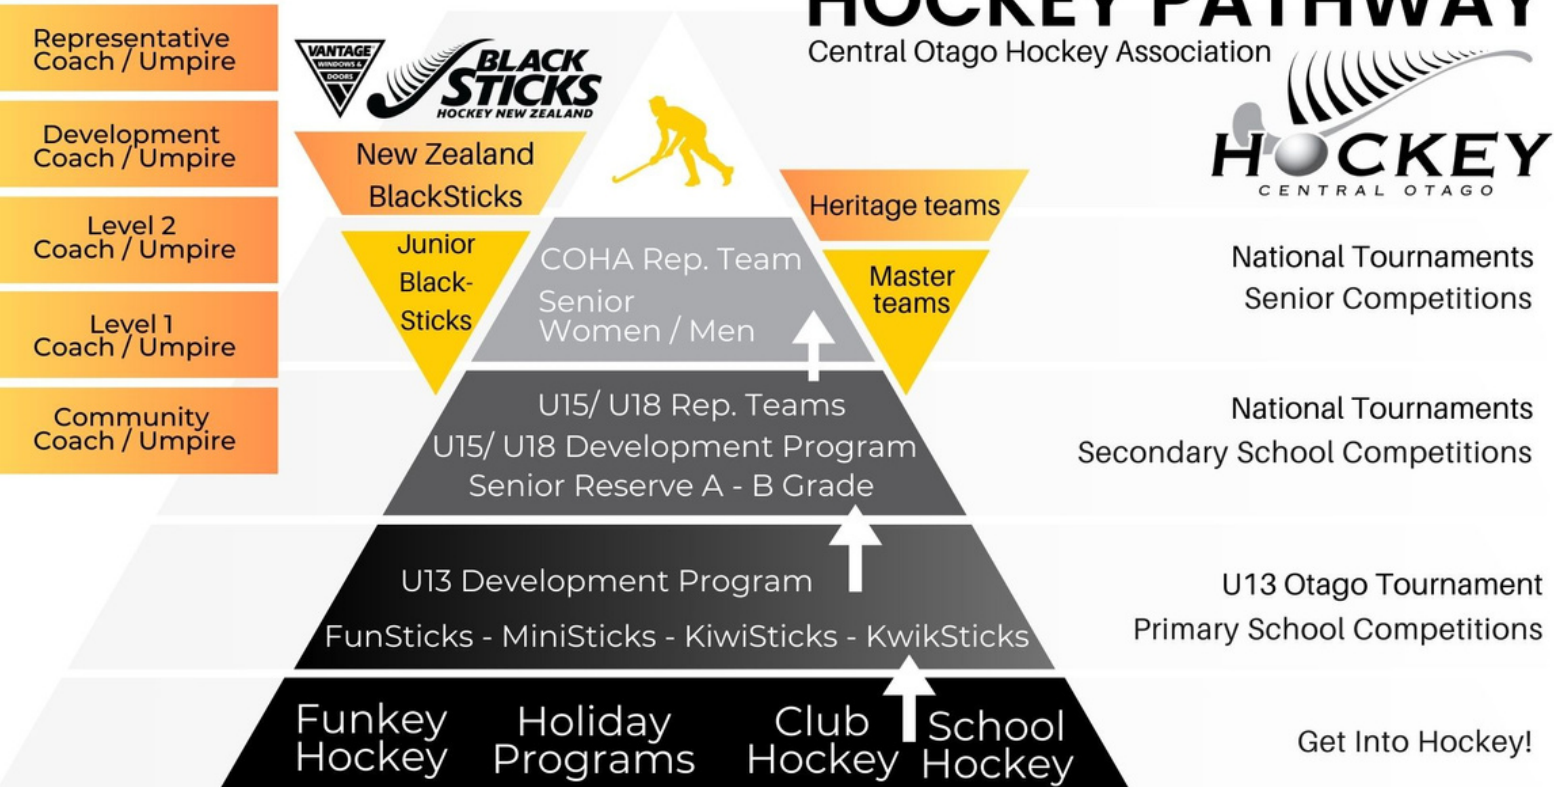 HOCKEY PATHWAY
Central Otago Hockey Association
Representative
Coach / Umpire
Development
Coach / Umpire
Level 2
Coach / Umpire
Level 1
Coach / Umpire
Community
Coach / Umpire
VANTAGE
WINDOWS &
DOORS
BLACK
STICKS
HOCKEY NEW ZEALAND
New Zealand
BlackSticks
Junior
Black-
Sticks
Heritage teams
Master
teams
HOCKEY
CENTRAL OTAGO
COHA Rep. Team
Senior
Women / Men
National Tournaments
Senior Competitions
U15/ U18 Rep. Teams
U15/ U18 Development Program
Senior Reserve A - B Grade
National Tournaments
Secondary School Competitions
U13 Development Program
FunSticks - MiniSticks - KiwiSticks - KwikSticks
U13 Otago Tournament
Primary School Competitions
Funkey
Hockey
Holiday
Programs
Club
Hockey
School
Hockey
Get Into Hockey!